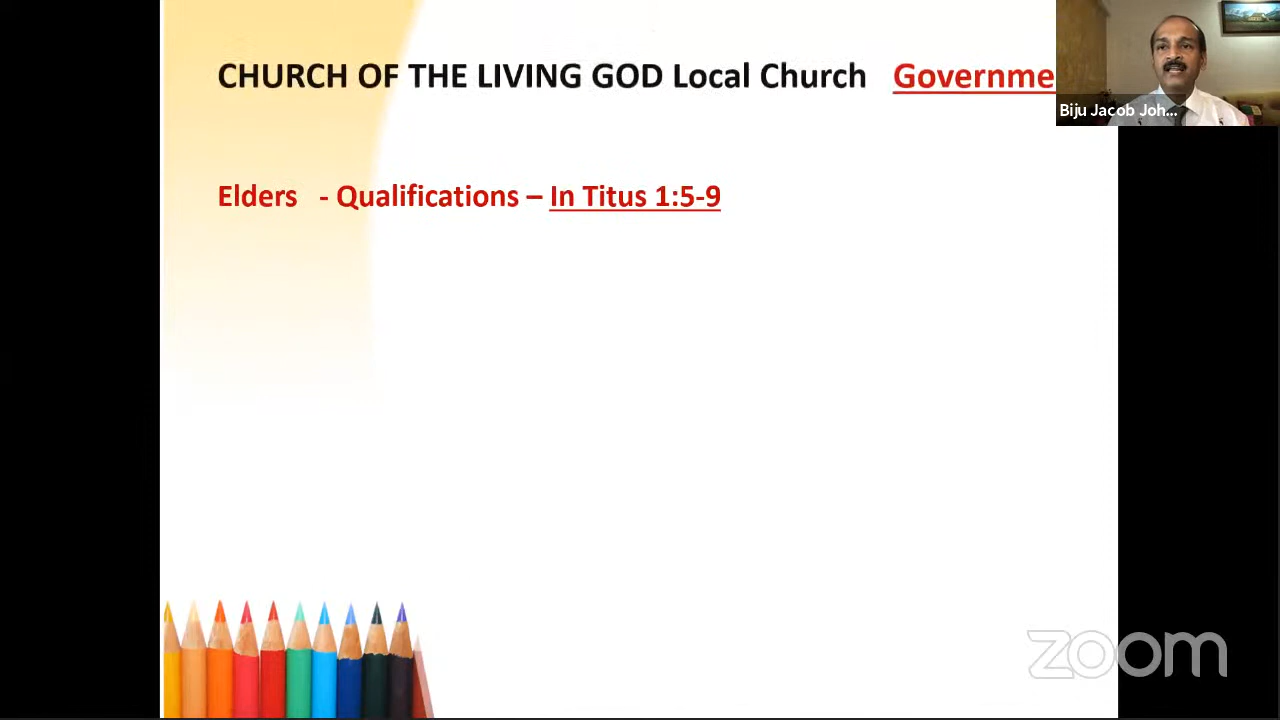 CHURCH OF THE LIVING GOD Local Church Governme
Biju Jacob Joh...
Elders - Qualifications – In Titus 1:5-9
zoom